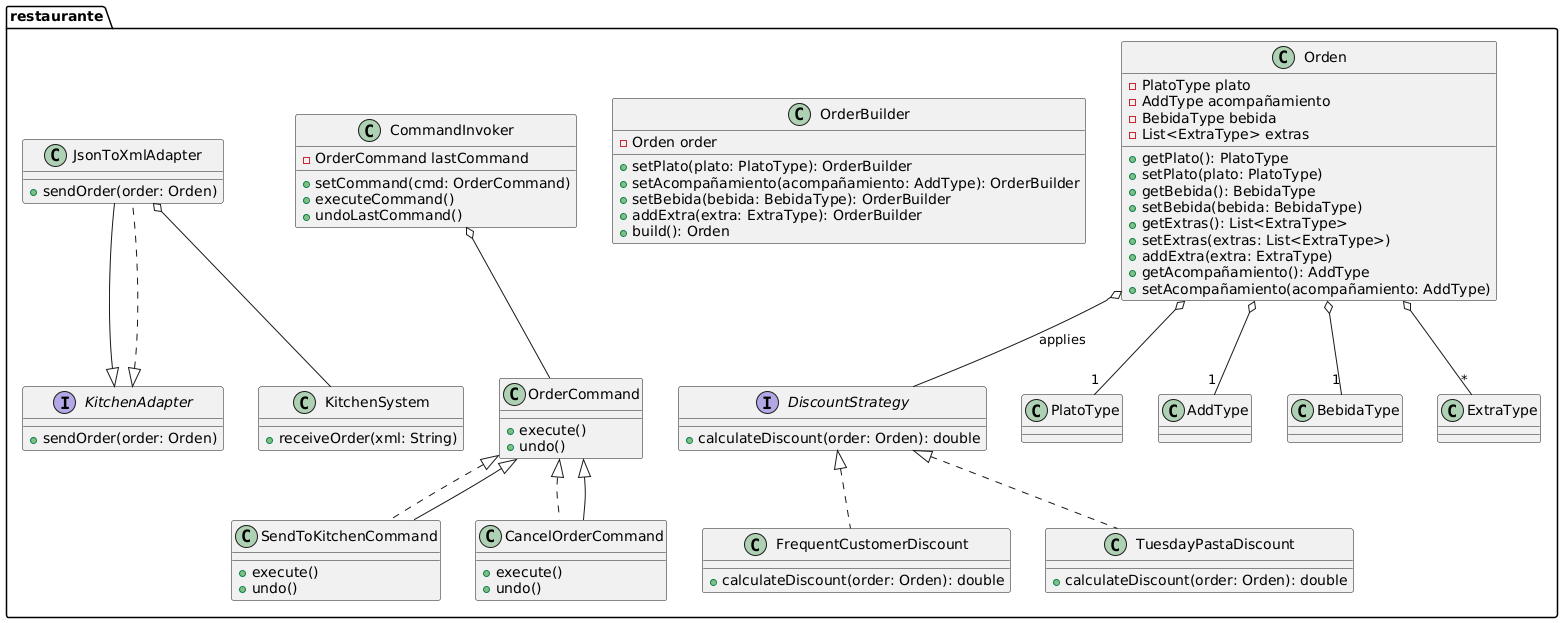 restaurante
JsonToXmlAdapter
sendOrder(order: Orden)
CommandInvoker
OrderCommand lastCommand
setCommand(cmd: OrderCommand)
executeCommand()
undoLastCommand()
OrderBuilder
Orden order
setPlato(plato: PlatoType): OrderBuilder
setAcompañamiento(acompañamiento: AddType): OrderBuilder
setBebida(bebida: BebidaType): OrderBuilder
addExtra(extra: ExtraType): OrderBuilder
build(): Orden
Orden
PlatoType plato
AddType acompañamiento
BebidaType bebida
List<ExtraType> extras
getPlato(): PlatoType
setPlato(plato: PlatoType)
getBebida(): BebidaType
setBebida(bebida: BebidaType)
getExtras(): List<ExtraType>
setExtras(extras: List<ExtraType>)
addExtra(extra: ExtraType)
getAcompañamiento(): AddType
setAcompañamiento(acompañamiento: AddType)
applies
1
1
1
*
KitchenAdapter
sendOrder(order: Orden)
KitchenSystem
receiveOrder(xml: String)
OrderCommand
execute()
undo()
DiscountStrategy
calculateDiscount(order: Orden): double
PlatoType
AddType
BebidaType
ExtraType
SendToKitchenCommand
execute()
undo()
CancelOrderCommand
execute()
undo()
FrequentCustomerDiscount
calculateDiscount(order: Orden): double
TuesdayPastaDiscount
calculateDiscount(order: Orden): double